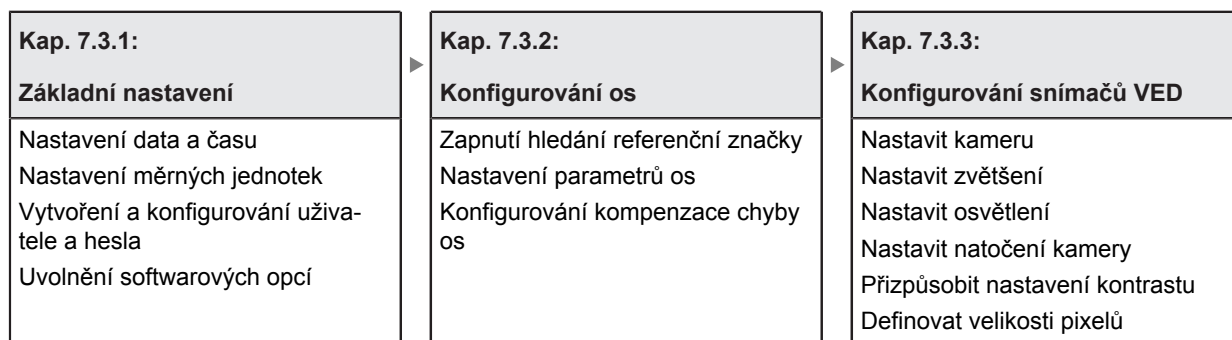 Kap. 7.3.1:
Základní nastavení
Nastavení data a času
Nastavení měrných jednotek
Vytvoření a konfigurování uživa-
tele a hesla
Uvolnění softwarových opcí
Kap. 7.3.2:
Konfigurování os
Zapnutí hledání referenční značky
Nastavení parametrů os
Konfigurování kompenzace chyby
os
Kap. 7.3.3:
Konfigurování snímačů VED
Nastavit kameru
Nastavit zvětšení
Nastavit osvětlení
Nastavit natočení kamery
Přizpůsobit nastavení kontrastu
Definovat velikosti pixelů